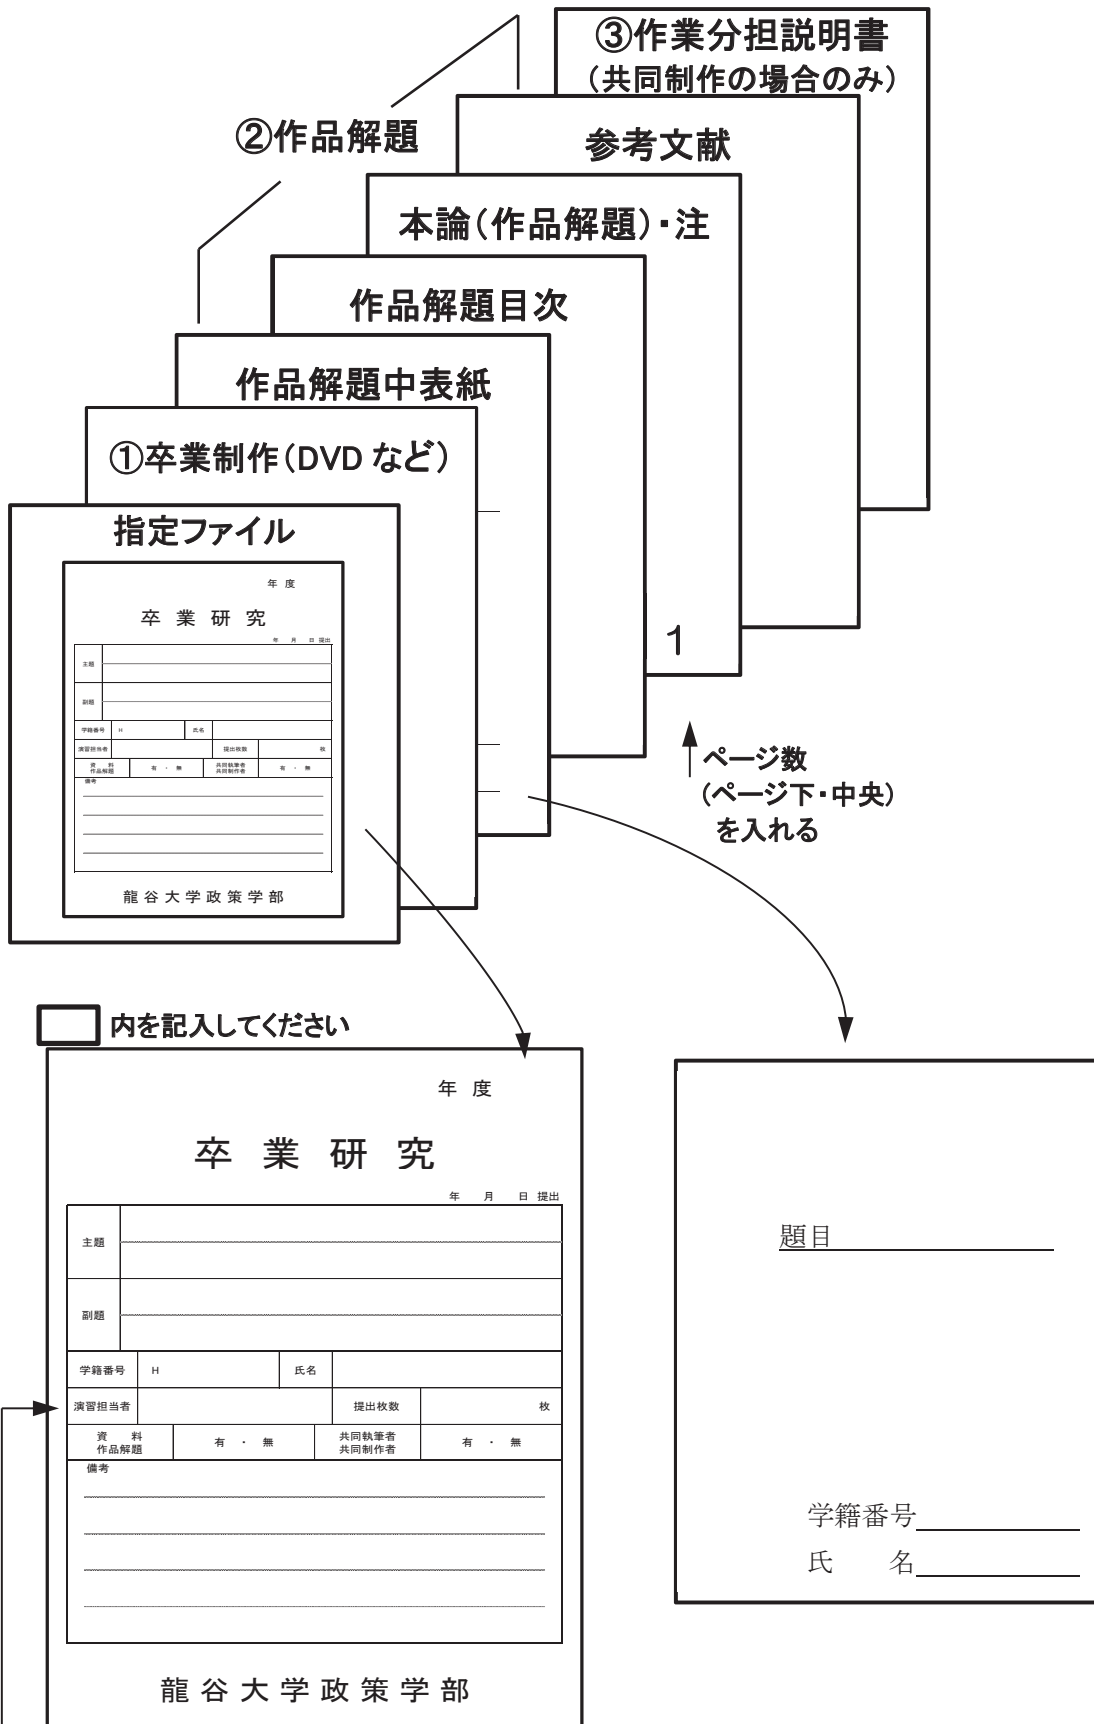 ③作業分担説明書
(共同制作の場合のみ)
②作品解題
参考文献
本論(作品解題)・注
作品解題目次
作品解題中表紙
①卒業制作(DVD など)
指定ファイル
年 度
卒 業 研 究
年 月 日 提出
主題
副題
学籍番号 H 氏名
演習担当者 提出枚数 枚
資 料
作品解題
有 ・ 無
共同執筆者
共同制作者
有 ・ 無
備考
龍谷大学政策学部
1
ページ数
(ページ下・中央)
を入れる
内を記入してください
年 度
卒 業 研 究
年 月 日 提出
主題
副題
学籍番号 H 氏名
演習担当者 提出枚数 枚
資 料
作品解題
有 ・ 無
共同執筆者
共同制作者
有 ・ 無
備考
龍谷大学政策学部
題目
学籍番号
氏 名